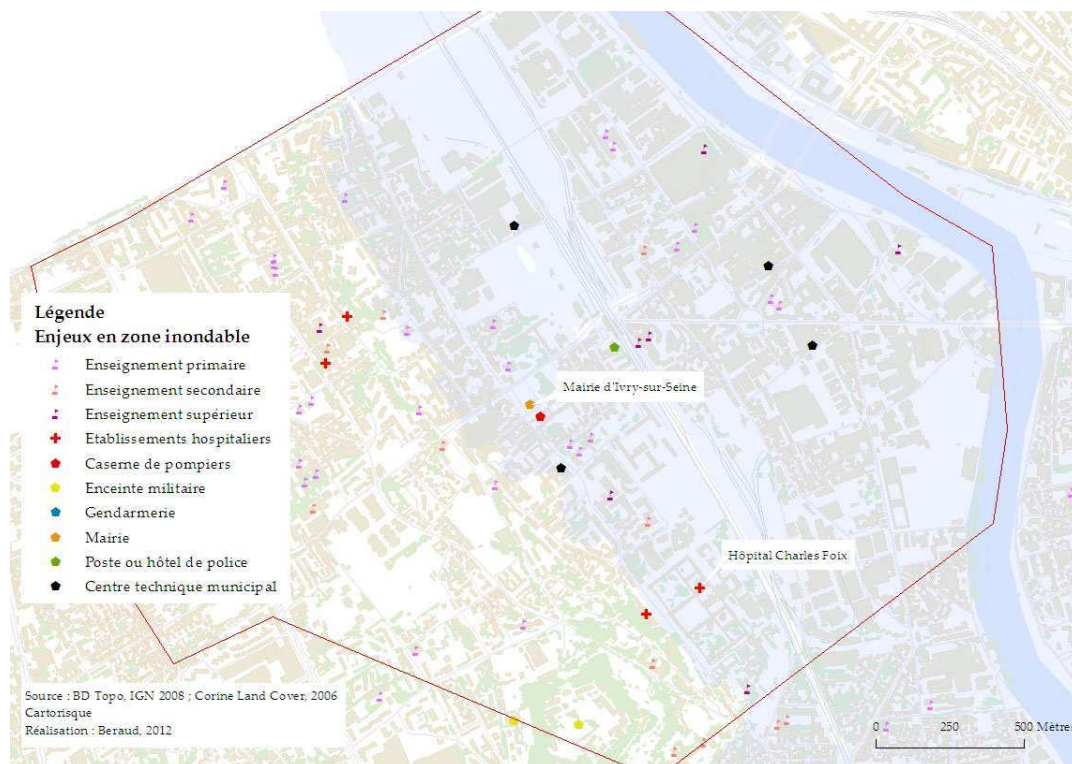 Mairie d'Ivry-sur-Seine
Hôpital Charles Foix
Légende
Enjeux en zone inondable
Enseignement primaire
Enseignement secondaire
Enseignement supérieur
Etablissements hospitaliers
Caserne de pompiers
Enceinte militaire
Gendarmerie
Mairie
Poste ou hôtel de police
Centre technique municipal
Source : BD Topo, IGN 2008 ; Corine Land Cover, 2006
Cartorisque
Réalisation : Beraud, 2012
0 250 500 Mètres